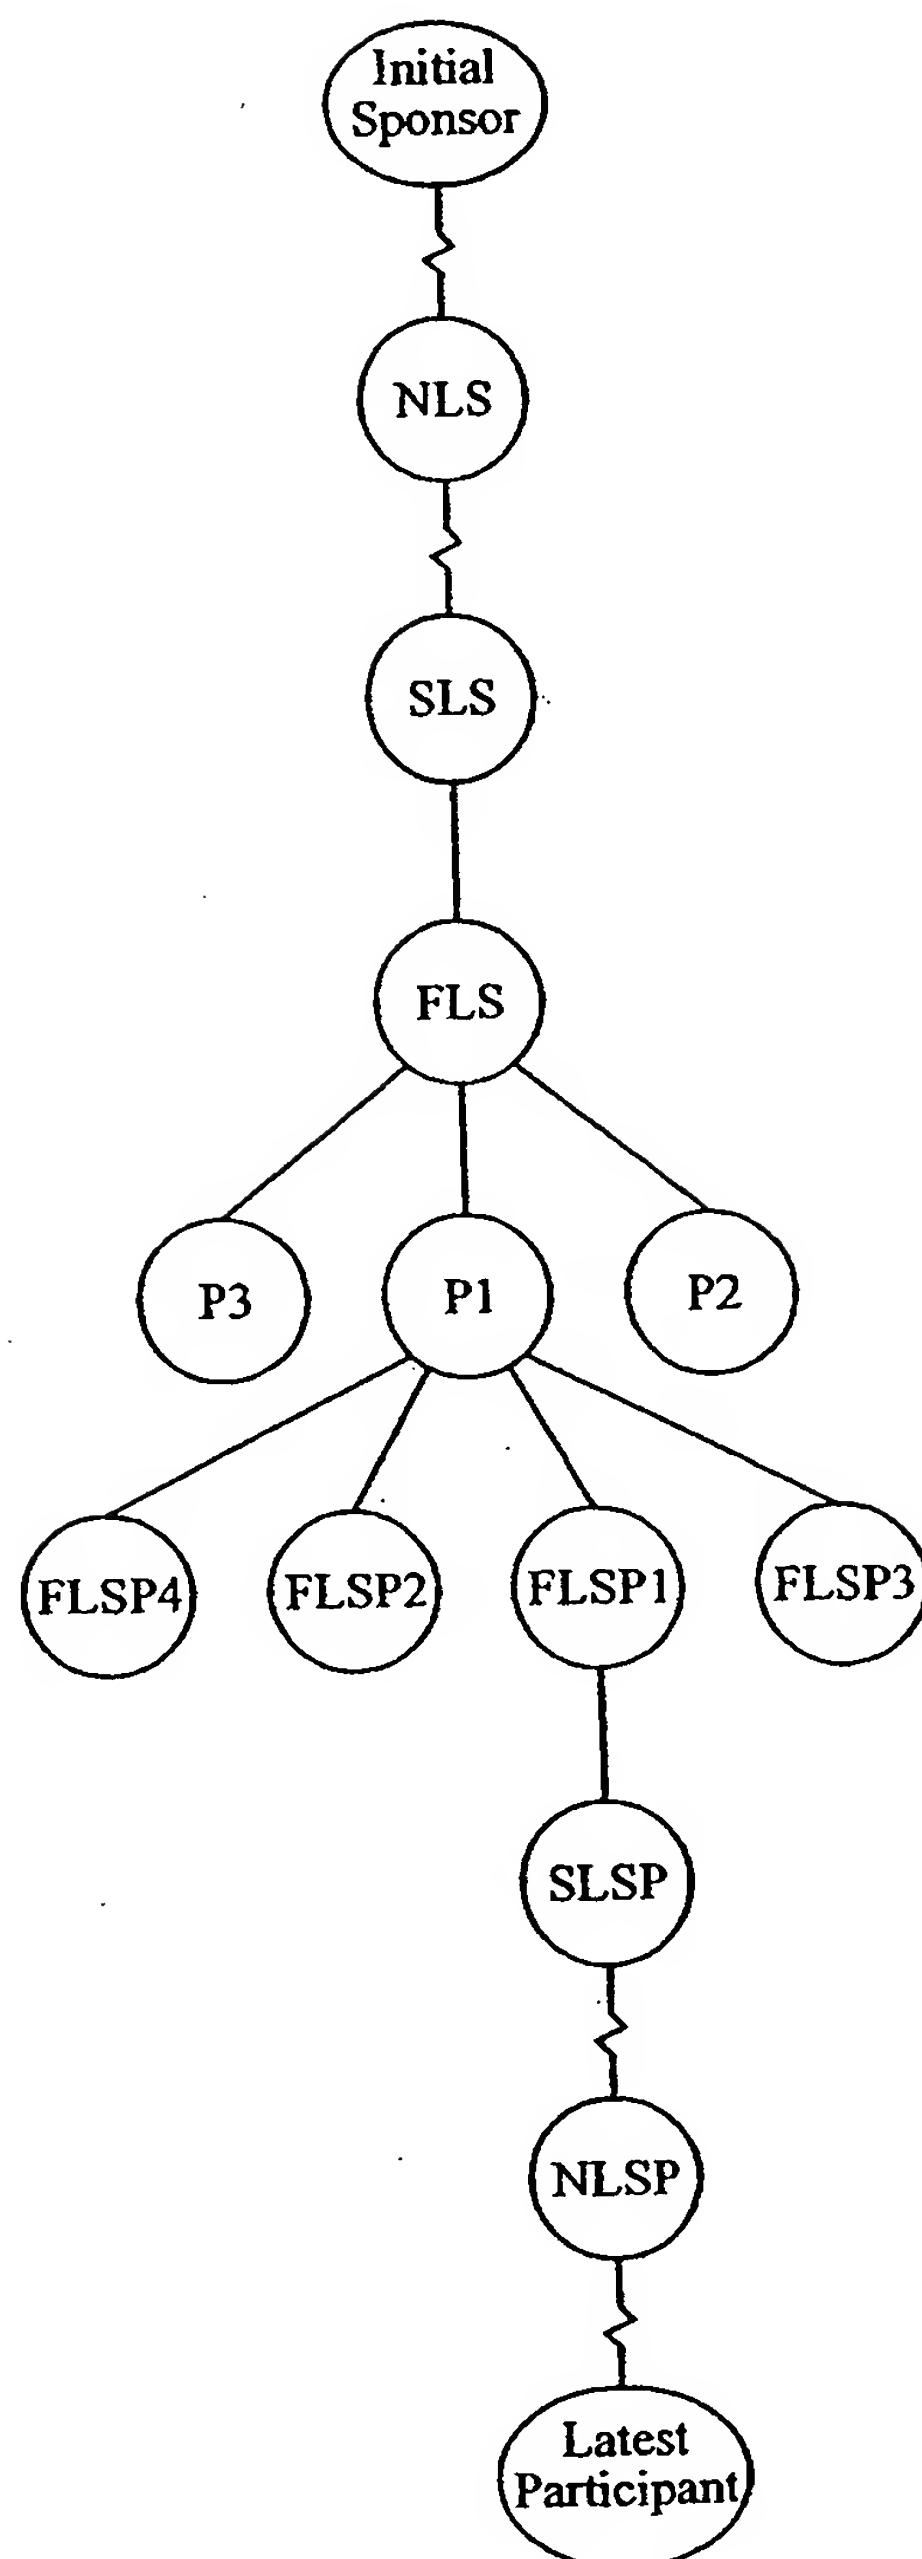 Initial
Sponsor
NLS
SLS
FLS
P3
P1
P2
FLSP4
FLSP2
FLSP1
FLSP3
SLSP
NLSP
Latest
Participant